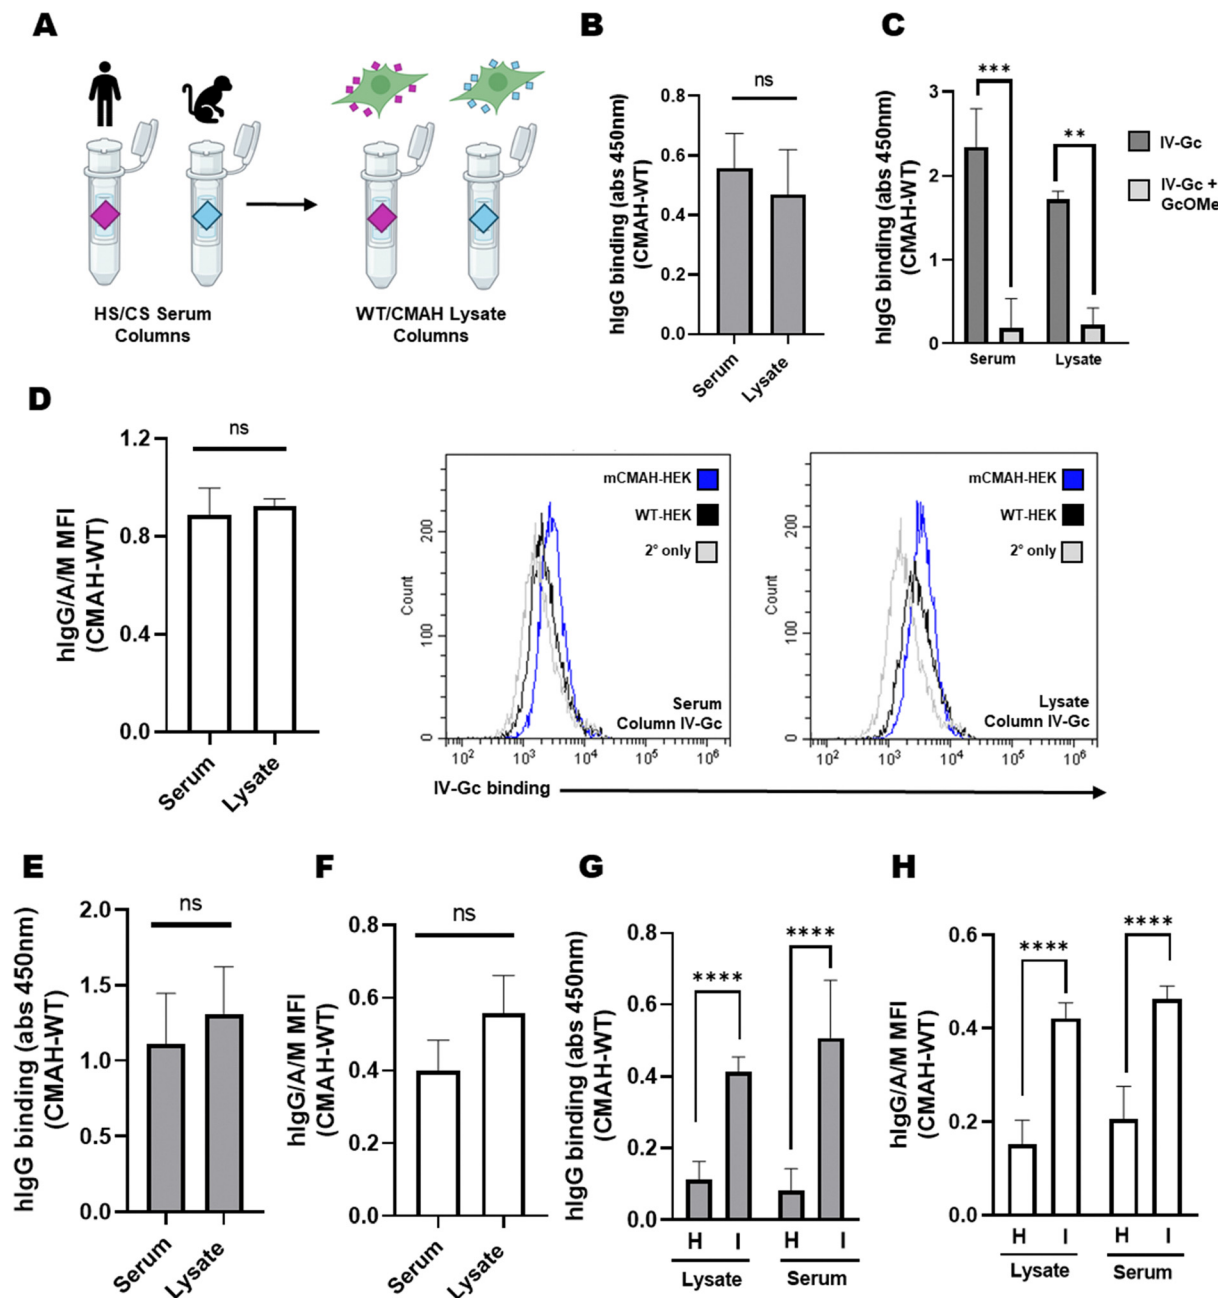 A
HS/CS Serum
Columns
WT/CMAH Lysate
Columns
B
hIgG binding (abs 450nm)
(CMAH-WT)
0.8
0.6
0.4
0.2
0.0
ns
Serum
Lysate
C
hIgG binding (abs 450nm)
(CMAH-WT)
3
2
1
0
***
**
Serum
Lysate
IV-Gc
IV-Gc +
GcOMe
D
hIgG/A/M MFI
(CMAH-WT)
1.2
0.8
0.4
0.0
ns
Serum
Lysate
Count
200
100
0
mCMAH-HEK
WT-HEK
2° only
Serum
Column IV-Gc
10²
10³
10⁴
10⁵
10⁶
Count
200
100
0
mCMAH-HEK
WT-HEK
2° only
Lysate
Column IV-Gc
10²
10³
10⁴
10⁵
10⁶
IV-Gc binding
E
hIgG binding (abs 450nm)
(CMAH-WT)
2.0
1.5
1.0
0.5
0.0
ns
Serum
Lysate
F
hIgG/A/M MFI
(CMAH-WT)
0.8
0.6
0.4
0.2
0.0
ns
Serum
Lysate
G
hIgG binding (abs 450nm)
(CMAH-WT)
0.8
0.6
0.4
0.2
0.0
****
****
H I H I
Lysate Serum
H
hIgG/A/M MFI
(CMAH-WT)
0.6
0.4
0.2
0.0
****
****
H I H I
Lysate Serum